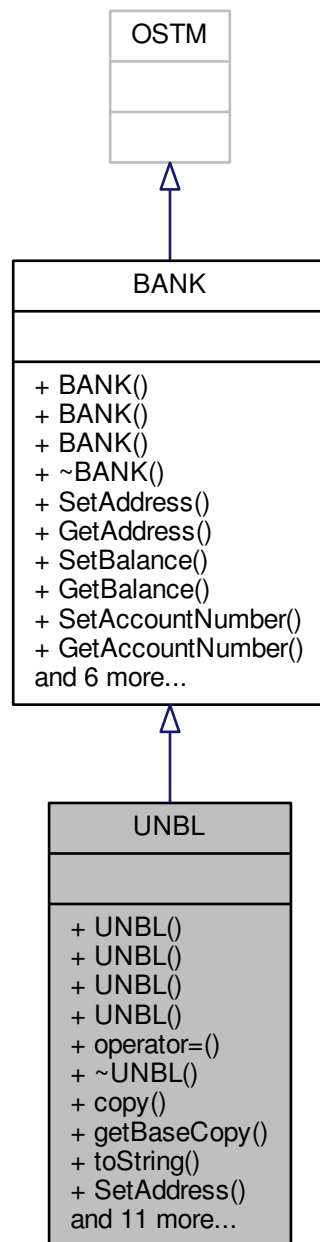 OSTM
BANK
+ BANK()
+ BANK()
+ BANK()
+ ~BANK()
+ SetAddress()
+ GetAddress()
+ SetBalance()
+ GetBalance()
+ SetAccountNumber()
+ GetAccountNumber()
and 6 more...
UNBL
+ UNBL()
+ UNBL()
+ UNBL()
+ UNBL()
+ operator=()
+ ~UNBL()
+ copy()
+ getBaseCopy()
+ toString()
+ SetAddress()
and 11 more...